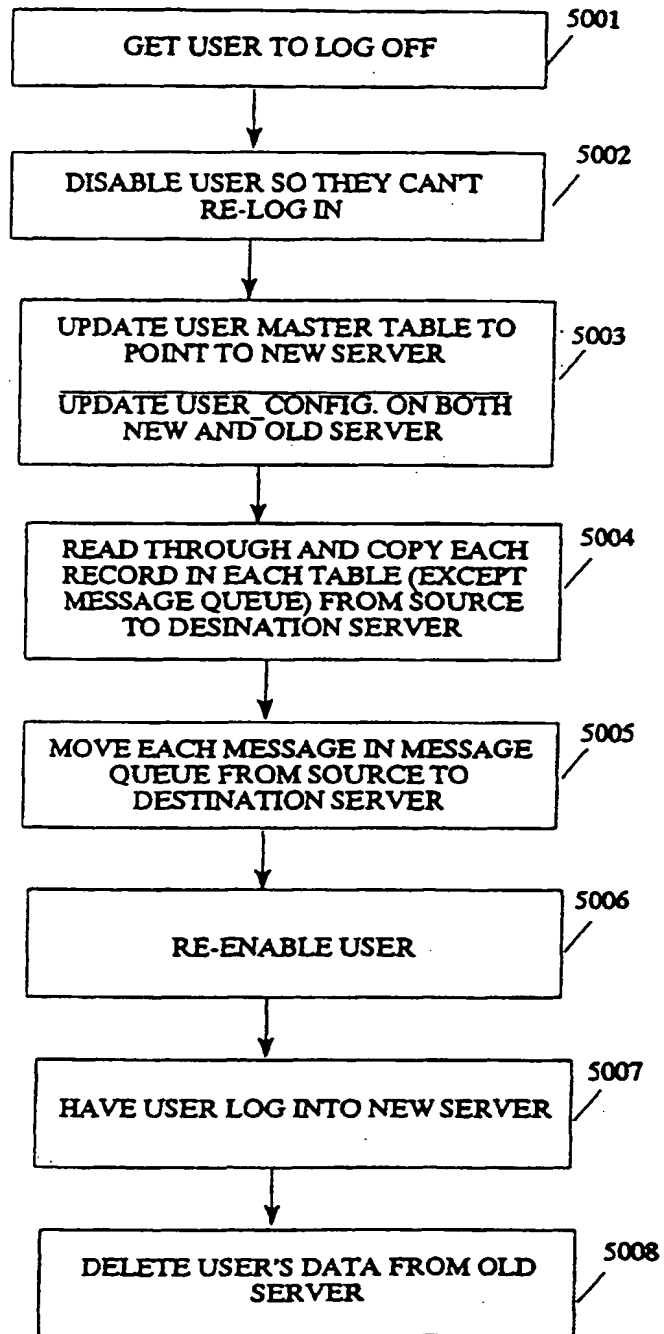 5001
GET USER TO LOG OFF
5002
DISABLE USER SO THEY CAN'T
RE-LOG IN
5003
UPDATE USER MASTER TABLE TO
POINT TO NEW SERVER
UPDATE USER_CONFIG. ON BOTH
NEW AND OLD SERVER
5004
READ THROUGH AND COPY EACH
RECORD IN EACH TABLE (EXCEPT
MESSAGE QUEUE) FROM SOURCE
TO DESINATION SERVER
5005
MOVE EACH MESSAGE IN MESSAGE
QUEUE FROM SOURCE TO
DESTINATION SERVER
5006
RE-ENABLE USER
5007
HAVE USER LOG INTO NEW SERVER
5008
DELETE USER'S DATA FROM OLD
SERVER